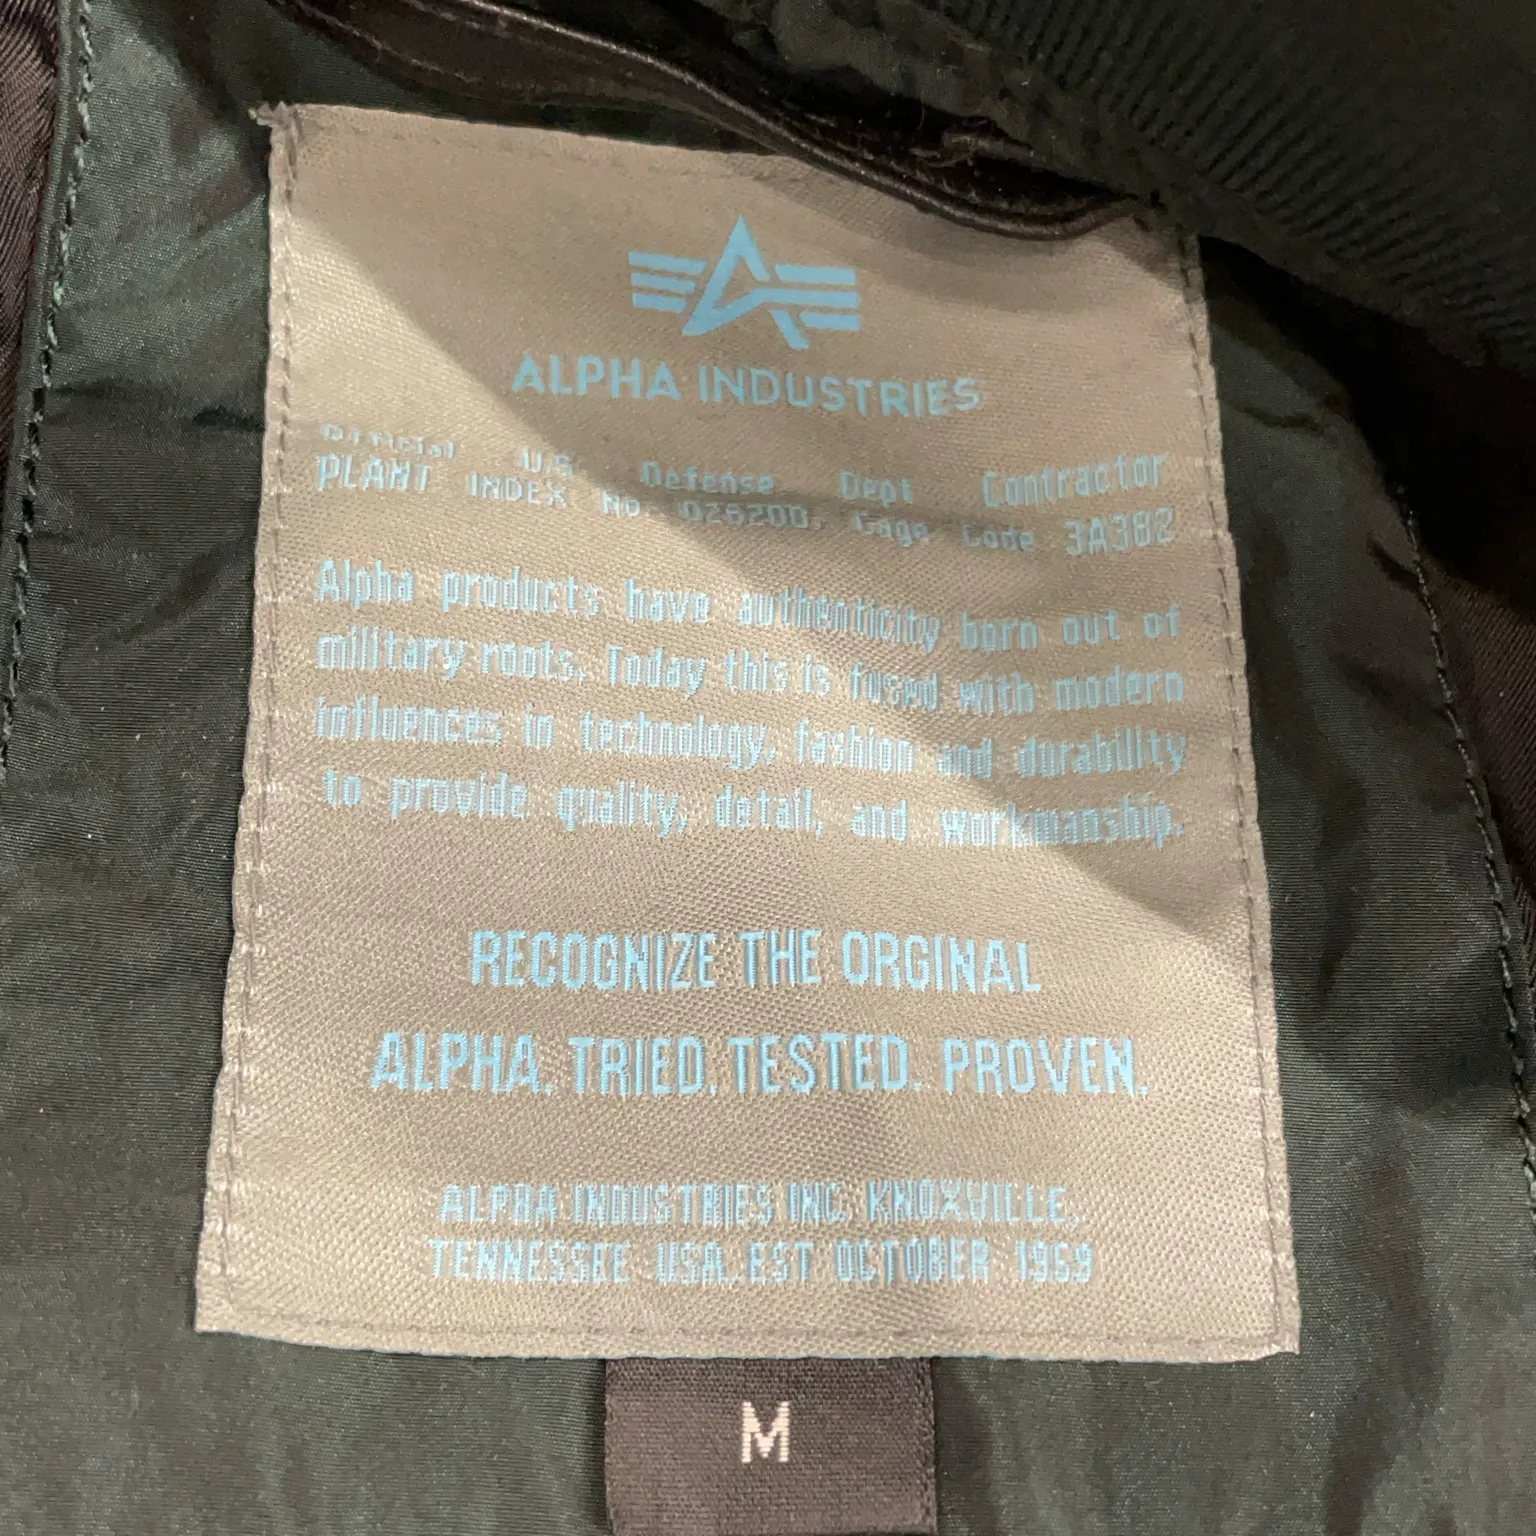 ALPHA INDUSTRIES
Official U.S. Defense Dept Contractor
PLANT INDEX No. 026200, Cage Code 3A382
Alpha products have authenticity born out of
military roots. Today this is fused with modern
influences in technology, fashion and durability
to provide quality, detail, and workmanship.
RECOGNIZE THE ORGINAL
ALPHA. TRIED. TESTED. PROVEN.
ALPHA INDUSTRIES INC. KNOXVILLE,
TENNESSEE USA. EST OCTOBER 1959
M